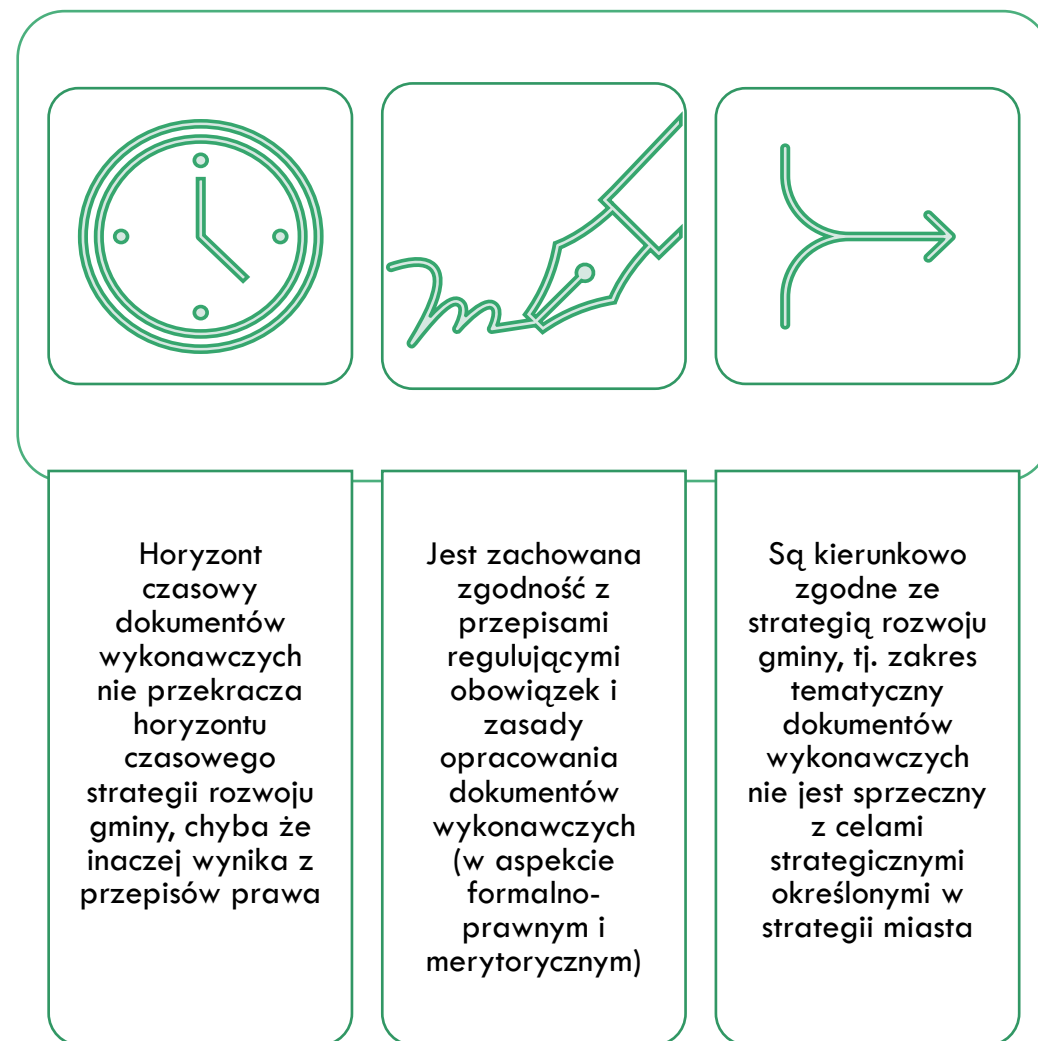 Horyzont
czasowy
dokumentów
wykonawczych
nie przekracza
horyzontu
czasowego
strategii rozwoju
gminy, chyba że
inaczej wynika z
przepisów prawa
Jest zachowana
zgodność z
przepisami
regulującymi
obowiązek i
zasady
opracowania
dokumentów
wykonawczych
(w aspekcie
formalno-
prawnym i
merytorycznym)
Są kierunkowo
zgodne ze
strategią rozwoju
gminy, tj. zakres
tematyczny
dokumentów
wykonawczych
nie jest sprzeczny
z celami
strategicznymi
określonymi w
strategii miasta